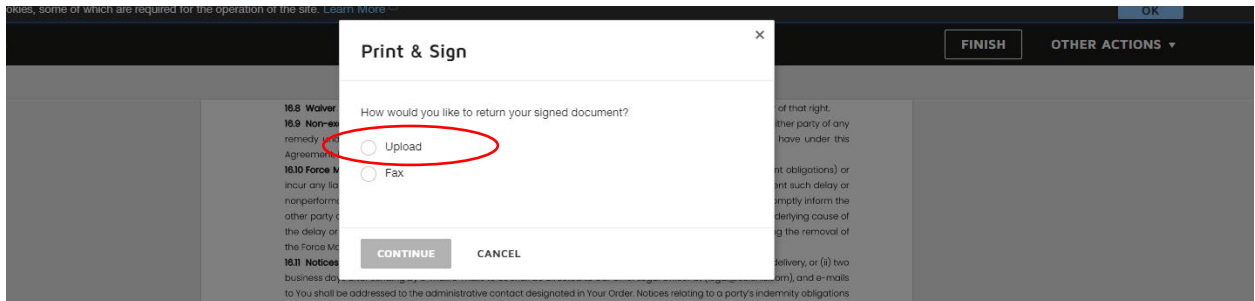 okies, some of which are required for the operation of the site. Learn More
OK
FINISH
OTHER ACTIONS
Print & Sign
×
How would you like to return your signed document?
Upload
Fax
CONTINUE
CANCEL
16.8 Waiver
of that right.
16.9 Non-ex
ither party of any
remedy und
have under this
Agreement
16.10 Force M
nt obligations) or
incur any lia
ent such delay or
nonperforma
omptly inform the
other party o
derlying cause of
the delay or
g the removal of
the Force Mc
16.11 Notices
delivery, or (ii) two
business day
om), and e-mails
to You shall be addressed to the administrative contact designated in Your Order. Notices relating to a party's indemnity obligations